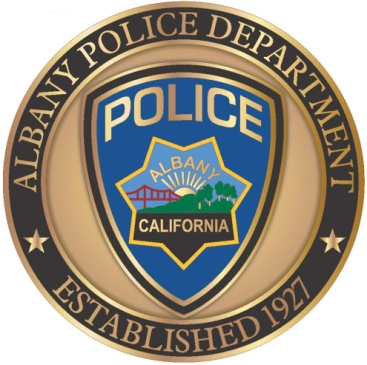 ALBANY POLICE DEPARTMENT
POLICE
ALBANY
CALIFORNIA
ESTABLISHED 1927